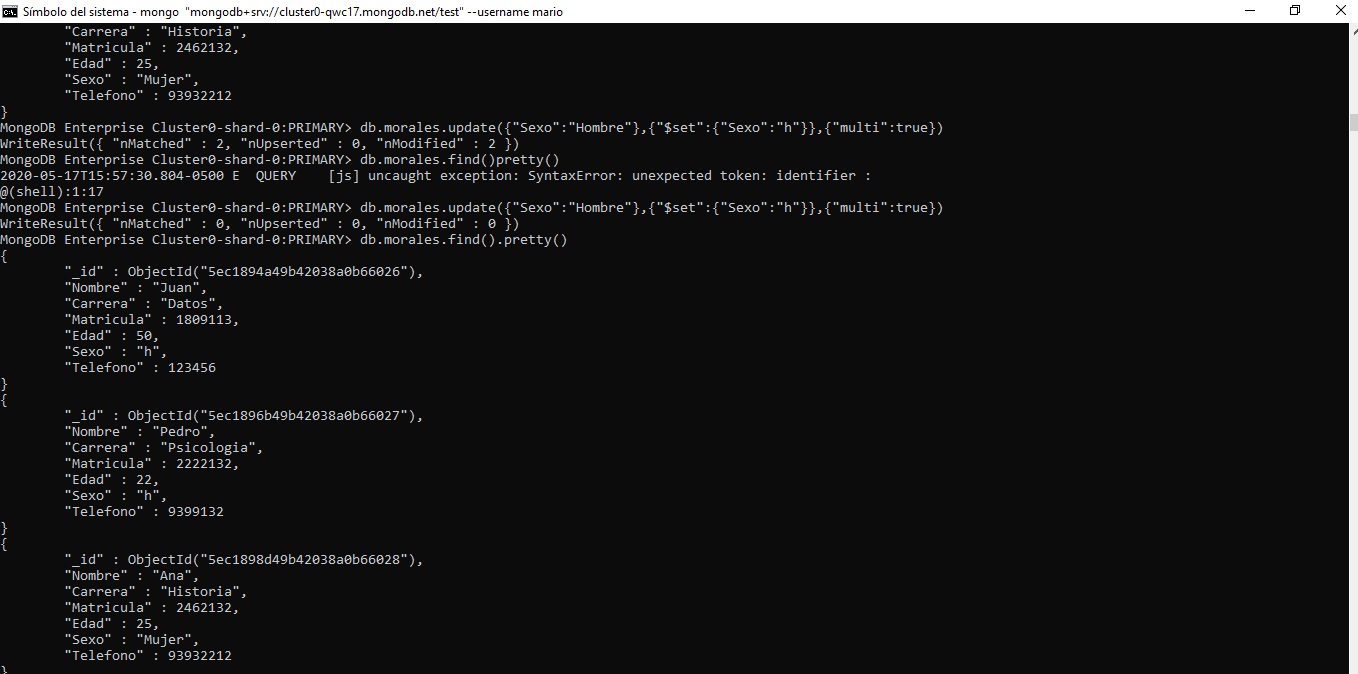 Símbolo del sistema - mongo "mongodb+srv://cluster0-qwc17.mongodb.net/test" --username mario
"Carrera" : "Historia",
"Matricula" : 2462132,
"Edad" : 25,
"Sexo" : "Mujer",
"Telefono" : 93932212
}
MongoDB Enterprise Cluster0-shard-0:PRIMARY> db.morales.update({"Sexo":"Hombre"},{"$set":{"Sexo":"h"}},{"multi":true})
WriteResult({ "nMatched" : 2, "nUpserted" : 0, "nModified" : 2 })
MongoDB Enterprise Cluster0-shard-0:PRIMARY> db.morales.find()pretty()
2020-05-17T15:57:30.804-0500 E  QUERY    [js] uncaught exception: SyntaxError: unexpected token: identifier :
@(shell):1:17
MongoDB Enterprise Cluster0-shard-0:PRIMARY> db.morales.update({"Sexo":"Hombre"},{"$set":{"Sexo":"h"}},{"multi":true})
WriteResult({ "nMatched" : 0, "nUpserted" : 0, "nModified" : 0 })
MongoDB Enterprise Cluster0-shard-0:PRIMARY> db.morales.find().pretty()
{
"_id" : ObjectId("5ec1894a49b42038a0b66026"),
"Nombre" : "Juan",
"Carrera" : "Datos",
"Matricula" : 1809113,
"Edad" : 50,
"Sexo" : "h",
"Telefono" : 123456
}
{
"_id" : ObjectId("5ec1896b49b42038a0b66027"),
"Nombre" : "Pedro",
"Carrera" : "Psicologia",
"Matricula" : 2222132,
"Edad" : 22,
"Sexo" : "h",
"Telefono" : 9399132
}
{
"_id" : ObjectId("5ec1898d49b42038a0b66028"),
"Nombre" : "Ana",
"Carrera" : "Historia",
"Matricula" : 2462132,
"Edad" : 25,
"Sexo" : "Mujer",
"Telefono" : 93932212
}